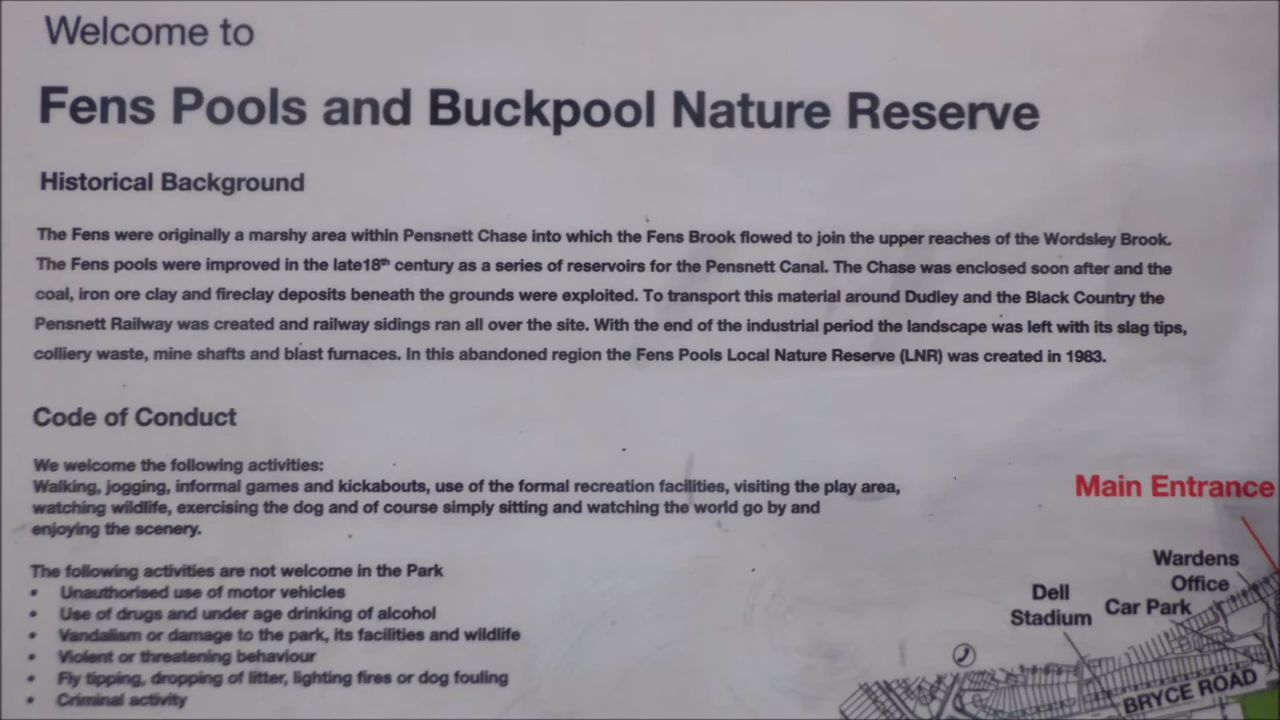 Welcome to
Fens Pools and Buckpool Nature Reserve
Historical Background
The Fens were originally a marshy area within Pensnett Chase into which the Fens Brook flowed to join the upper reaches of the Wordsley Brook.
The Fens pools were improved in the late18th century as a series of reservoirs for the Pensnett Canal. The Chase was enclosed soon after and the
coal, iron ore clay and fireclay deposits beneath the grounds were exploited. To transport this material around Dudley and the Black Country the
Pensnett Railway was created and railway sidings ran all over the site. With the end of the industrial period the landscape was left with its slag tips,
colliery waste, mine shafts and blast furnaces. In this abandoned region the Fens Pools Local Nature Reserve (LNR) was created in 1983.
Code of Conduct
We welcome the following activities:
Walking, jogging, informal games and kickabouts, use of the formal recreation facilities, visiting the play area,
watching wildlife, exercising the dog and of course simply sitting and watching the world go by and
enjoying the scenery.
The following activities are not welcome in the Park
• Unauthorised use of motor vehicles
• Use of drugs and under age drinking of alcohol
• Vandalism or damage to the park, its facilities and wildlife
• Violent or threatening behaviour
• Fly tipping, dropping of litter, lighting fires or dog fouling
• Criminal activity
Main Entrance
Wardens
Office
Car Park
Dell
Stadium
BRYCE ROAD